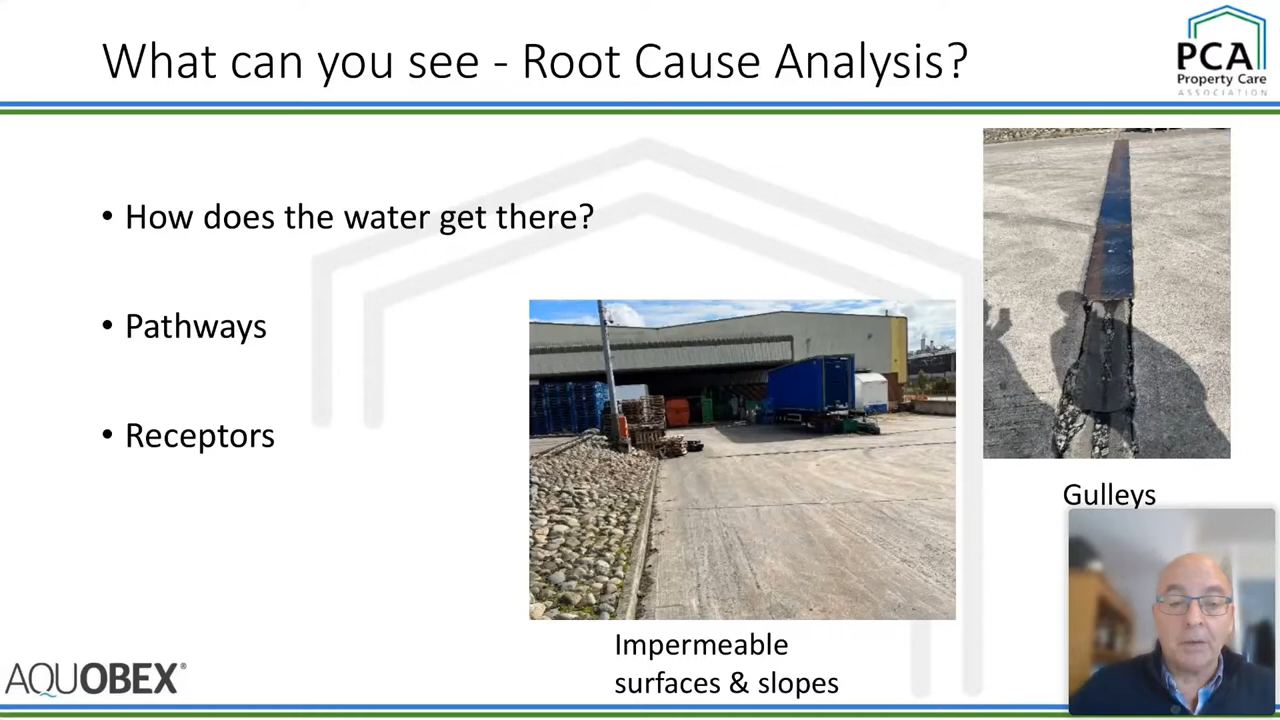 What can you see - Root Cause Analysis?
PCA
Property Care
ASSOCIATION
• How does the water get there?
• Pathways
• Receptors
Gulleys
Impermeable
surfaces & slopes
AQUOBEX®